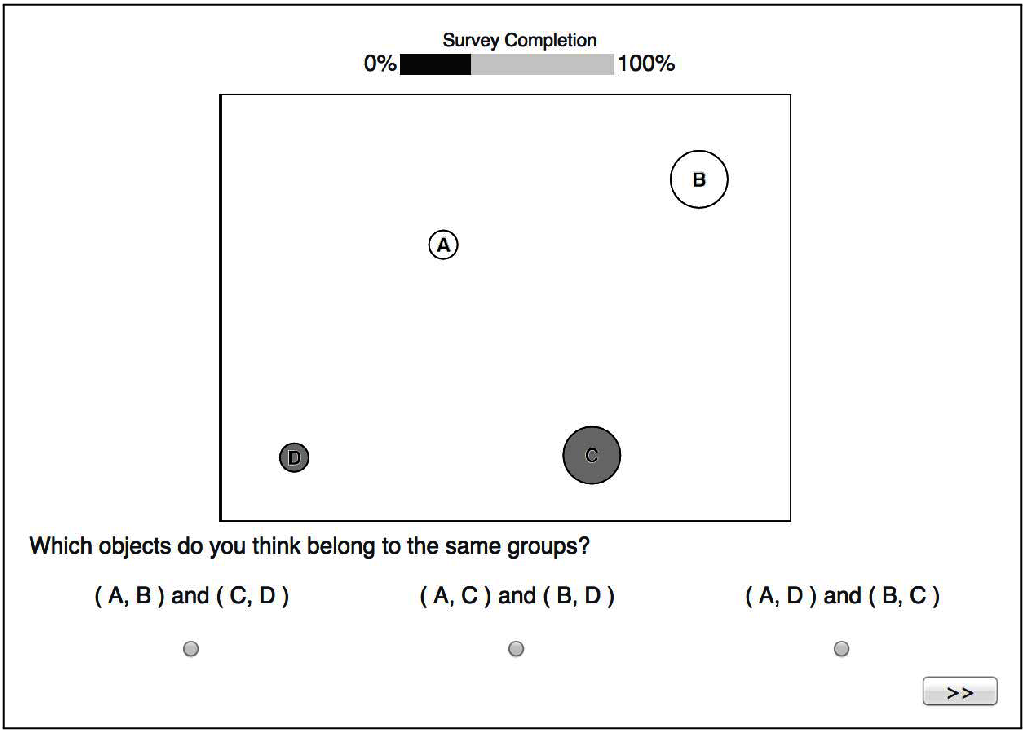 Survey Completion
0% 100%
B
A
D
C
Which objects do you think belong to the same groups?
( A, B ) and ( C, D ) ( A, C ) and ( B, D ) ( A, D ) and ( B, C )
>>